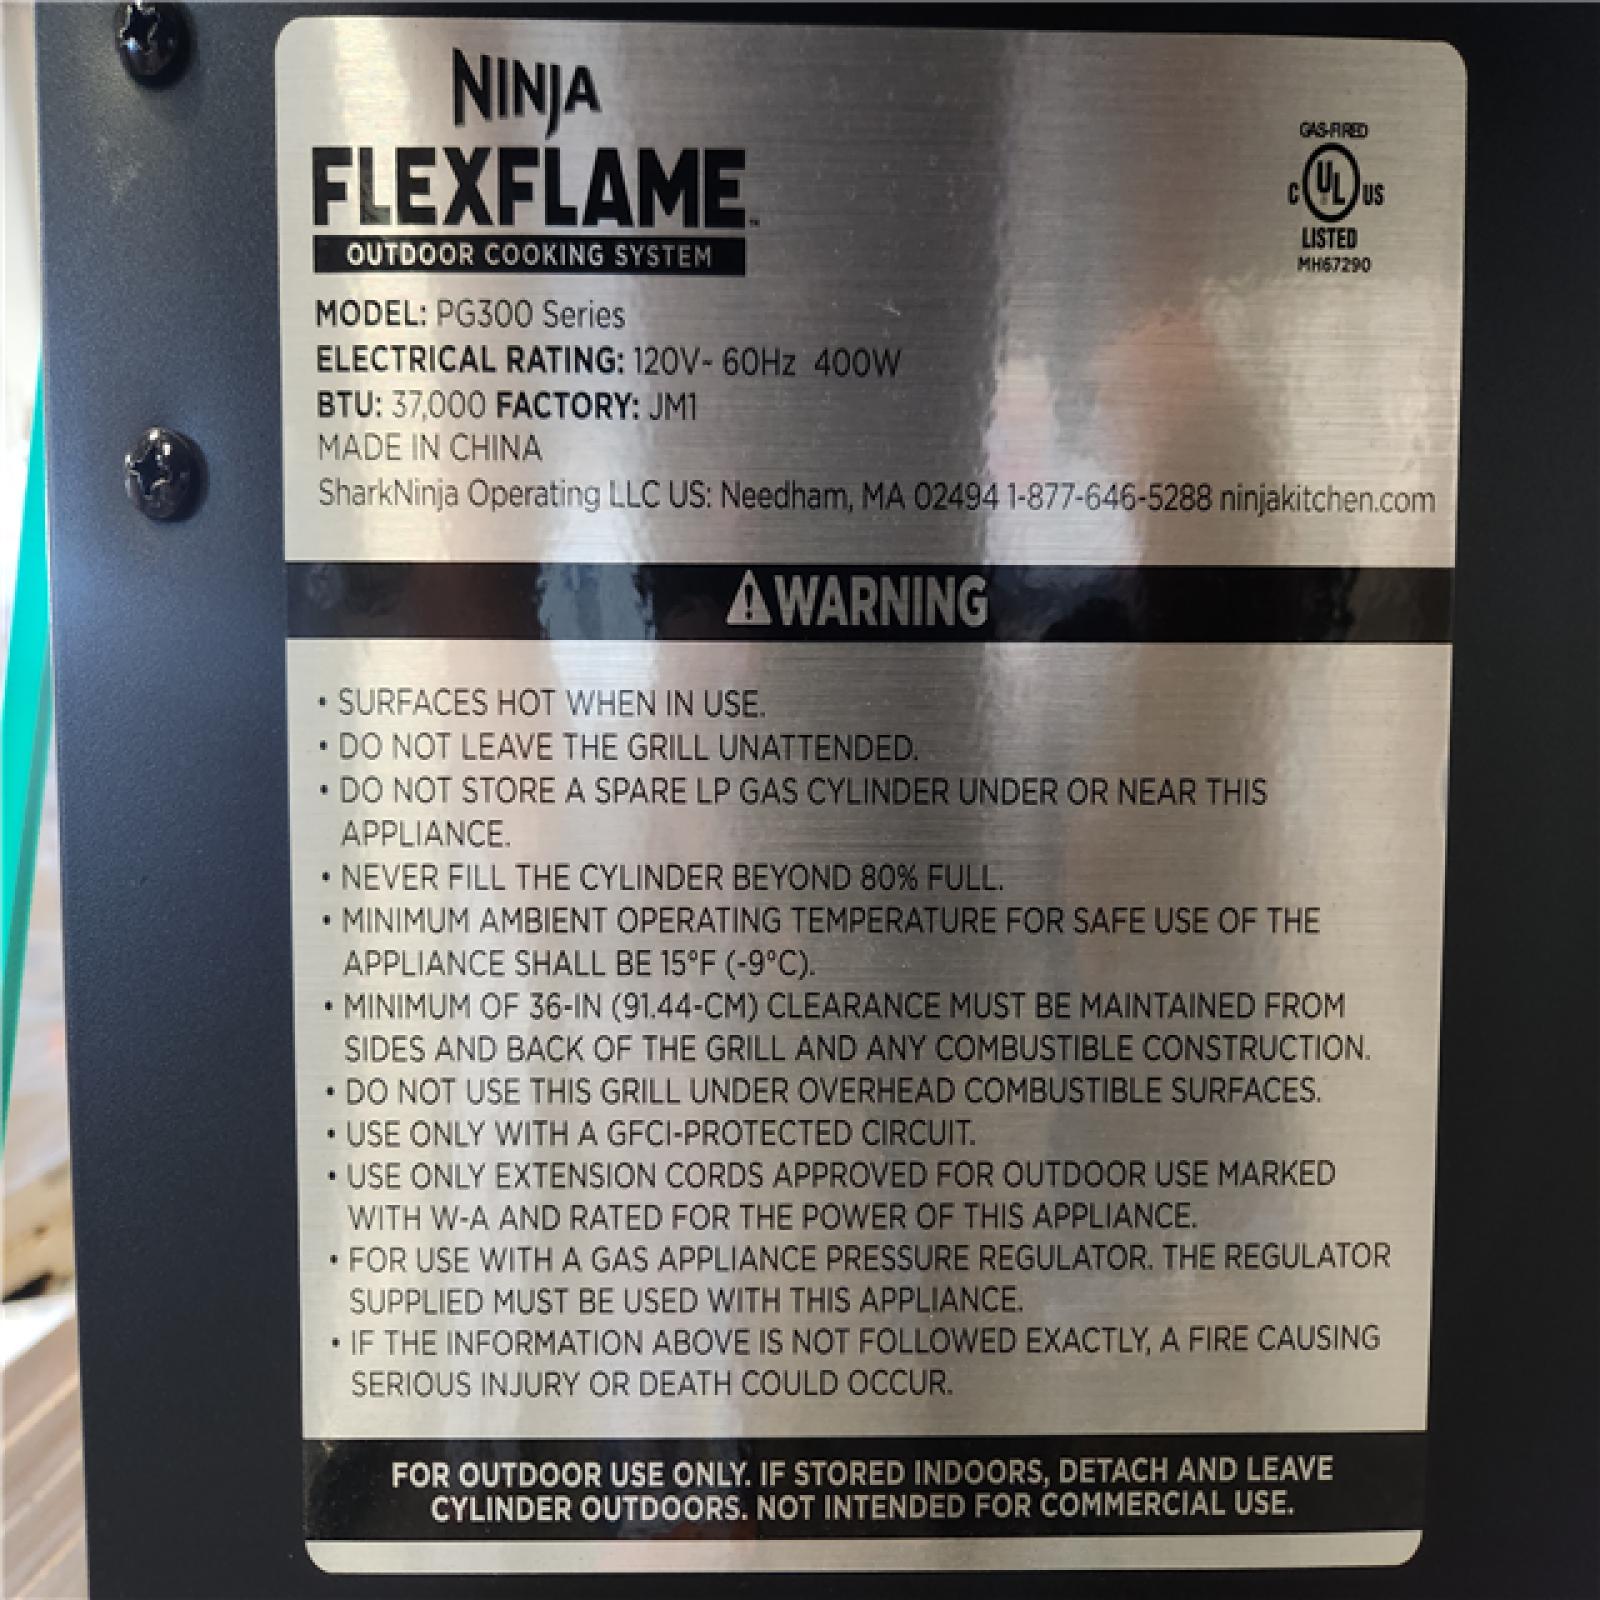 NINJA
FLEXFLAME™
OUTDOOR COOKING SYSTEM
GAS-FIRED
C UL US
LISTED
MH67290
MODEL: PG300 Series
ELECTRICAL RATING: 120V~ 60Hz 400W
BTU: 37,000 FACTORY: JM1
MADE IN CHINA
SharkNinja Operating LLC US: Needham, MA 02494 1-877-646-5288 ninjakitchen.com
⚠WARNING
• SURFACES HOT WHEN IN USE.
• DO NOT LEAVE THE GRILL UNATTENDED.
• DO NOT STORE A SPARE LP GAS CYLINDER UNDER OR NEAR THIS
APPLIANCE.
• NEVER FILL THE CYLINDER BEYOND 80% FULL.
• MINIMUM AMBIENT OPERATING TEMPERATURE FOR SAFE USE OF THE
APPLIANCE SHALL BE 15°F (-9°C).
• MINIMUM OF 36-IN (91.44-CM) CLEARANCE MUST BE MAINTAINED FROM
SIDES AND BACK OF THE GRILL AND ANY COMBUSTIBLE CONSTRUCTION.
• DO NOT USE THIS GRILL UNDER OVERHEAD COMBUSTIBLE SURFACES.
• USE ONLY WITH A GFCI-PROTECTED CIRCUIT.
• USE ONLY EXTENSION CORDS APPROVED FOR OUTDOOR USE MARKED
WITH W-A AND RATED FOR THE POWER OF THIS APPLIANCE.
• FOR USE WITH A GAS APPLIANCE PRESSURE REGULATOR. THE REGULATOR
SUPPLIED MUST BE USED WITH THIS APPLIANCE.
• IF THE INFORMATION ABOVE IS NOT FOLLOWED EXACTLY, A FIRE CAUSING
SERIOUS INJURY OR DEATH COULD OCCUR.
FOR OUTDOOR USE ONLY. IF STORED INDOORS, DETACH AND LEAVE
CYLINDER OUTDOORS. NOT INTENDED FOR COMMERCIAL USE.